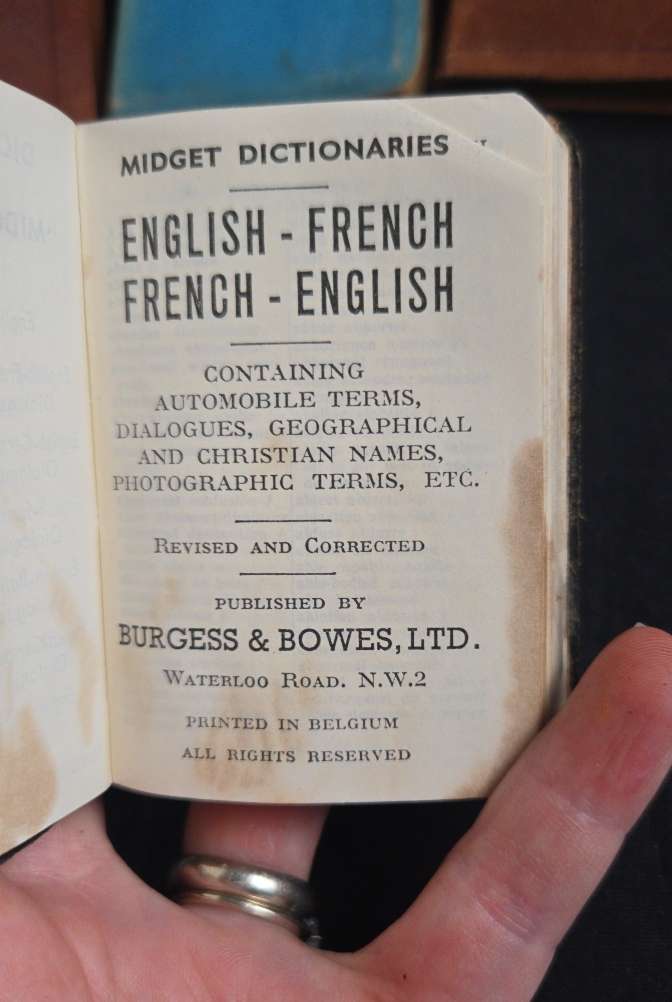 MIDGET DICTIONARIES
ENGLISH - FRENCH
FRENCH - ENGLISH
CONTAINING
AUTOMOBILE TERMS,
DIALOGUES, GEOGRAPHICAL
AND CHRISTIAN NAMES,
PHOTOGRAPHIC TERMS, ETC.
REVISED AND CORRECTED
PUBLISHED BY
BURGESS & BOWES, LTD.
WATERLOO ROAD. N.W.2
PRINTED IN BELGIUM
ALL RIGHTS RESERVED